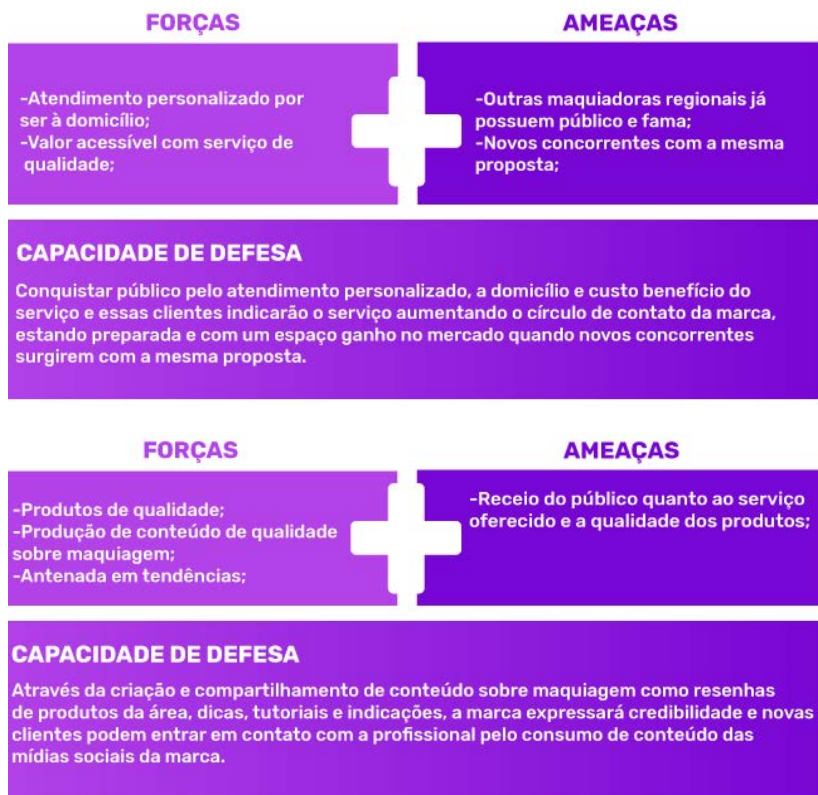 FORÇAS
AMEAÇAS
-Atendimento personalizado por
ser à domicílio;
-Valor acessível com serviço de
qualidade;
-Outras maquiadoras regionais já
possuem público e fama;
-Novos concorrentes com a mesma
proposta;
CAPACIDADE DE DEFESA
Conquistar público pelo atendimento personalizado, a domicílio e custo benefício do
serviço e essas clientes indicarão o serviço aumentando o círculo de contato da marca,
estando preparada e com um espaço ganho no mercado quando novos concorrentes
surgirem com a mesma proposta.
FORÇAS
AMEAÇAS
-Produtos de qualidade;
-Produção de conteúdo de qualidade
sobre maquiagem;
-Antenada em tendências;
-Receio do público quanto ao serviço
oferecido e a qualidade dos produtos;
CAPACIDADE DE DEFESA
Através da criação e compartilhamento de conteúdo sobre maquiagem como resenhas
de produtos da área, dicas, tutoriais e indicações, a marca expressará credibilidade e novas
clientes podem entrar em contato com a profissional pelo consumo de conteúdo das
mídias sociais da marca.